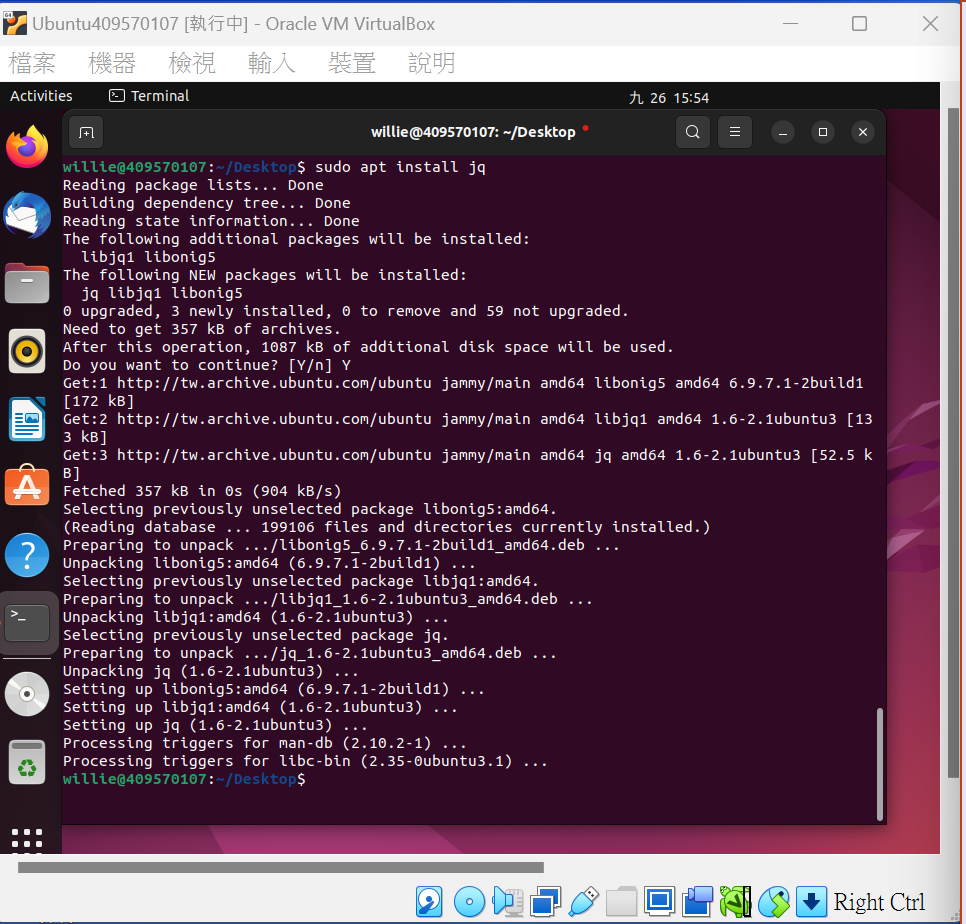 Ubuntu409570107 [執行中] - Oracle VM VirtualBox
檔案 機器 檢視 輸入 裝置 說明
Activities Terminal 九 26 15:54
willie@409570107: ~/Desktop
willie@409570107:~/Desktop$ sudo apt install jq
Reading package lists... Done
Building dependency tree... Done
Reading state information... Done
The following additional packages will be installed:
  libjq1 libonig5
The following NEW packages will be installed:
  jq libjq1 libonig5
0 upgraded, 3 newly installed, 0 to remove and 59 not upgraded.
Need to get 357 kB of archives.
After this operation, 1087 kB of additional disk space will be used.
Do you want to continue? [Y/n] Y
Get:1 http://tw.archive.ubuntu.com/ubuntu jammy/main amd64 libonig5 amd64 6.9.7.1-2build1
[172 kB]
Get:2 http://tw.archive.ubuntu.com/ubuntu jammy/main amd64 libjq1 amd64 1.6-2.1ubuntu3 [13
3 kB]
Get:3 http://tw.archive.ubuntu.com/ubuntu jammy/main amd64 jq amd64 1.6-2.1ubuntu3 [52.5 k
B]
Fetched 357 kB in 0s (904 kB/s)
Selecting previously unselected package libonig5:amd64.
(Reading database ... 199106 files and directories currently installed.)
Preparing to unpack .../libonig5_6.9.7.1-2build1_amd64.deb ...
Unpacking libonig5:amd64 (6.9.7.1-2build1) ...
Selecting previously unselected package libjq1:amd64.
Preparing to unpack .../libjq1_1.6-2.1ubuntu3_amd64.deb ...
Unpacking libjq1:amd64 (1.6-2.1ubuntu3) ...
Selecting previously unselected package jq.
Preparing to unpack .../jq_1.6-2.1ubuntu3_amd64.deb ...
Unpacking jq (1.6-2.1ubuntu3) ...
Setting up libonig5:amd64 (6.9.7.1-2build1) ...
Setting up libjq1:amd64 (1.6-2.1ubuntu3) ...
Setting up jq (1.6-2.1ubuntu3) ...
Processing triggers for man-db (2.10.2-1) ...
Processing triggers for libc-bin (2.35-0ubuntu3.1) ...
willie@409570107:~/Desktop$
Right Ctrl